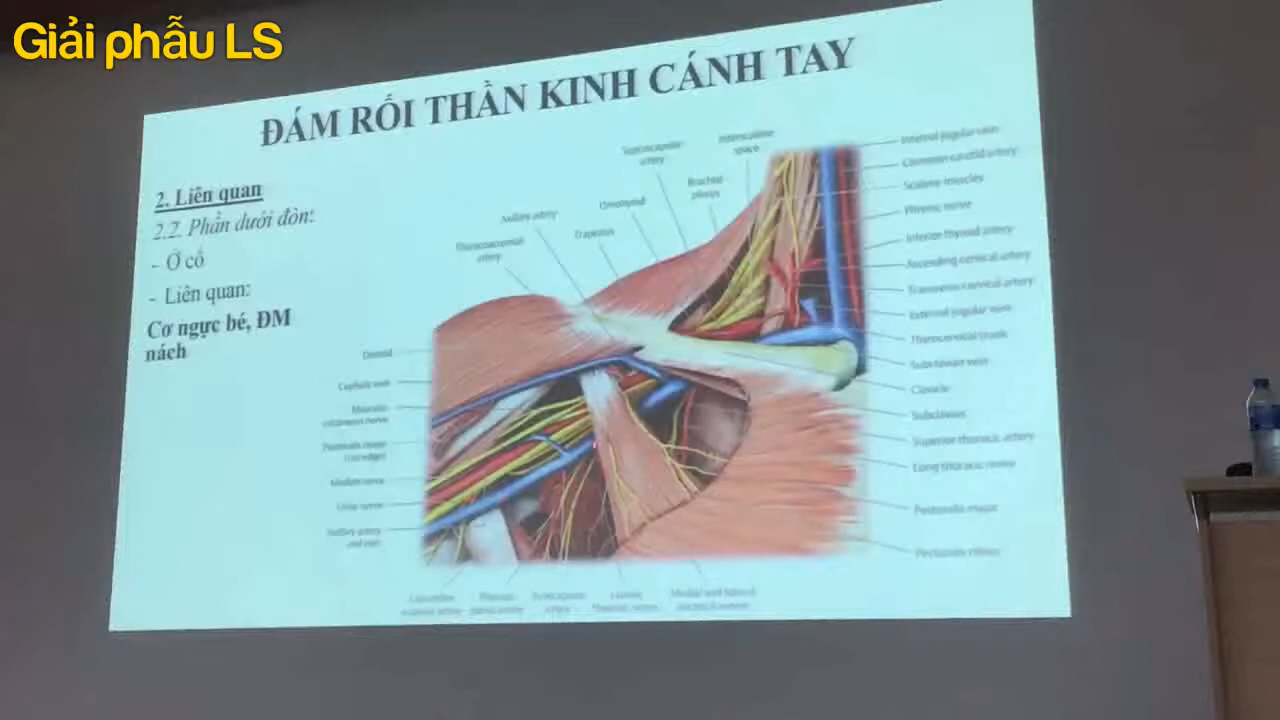 Giải phẫu LS
ĐÁM RỐI THẦN KINH CÁNH TAY
2. Liên quan
2.2. Phần dưới đòn:
- Ở cổ
- Liên quan:
Cơ ngực bé, ĐM
nách
Suprascapular
artery
Interscalene
space
Brachial
plexus
Omohyoid
Trapezius
Axillary artery
Thoracoacromial
artery
Internal jugular vein
Common carotid artery
Scalene muscles
Phrenic nerve
Inferior thyroid artery
Ascending cervical artery
Transverse cervical artery
External jugular vein
Thyrocervical trunk
Subclavian vein
Clavicle
Subclavius
Superior thoracic artery
Long thoracic nerve
Pectoralis major
Pectoralis minor
Deltoid
Cephalic vein
Musculo-
cutaneous nerve
Pectoralis major
Median nerve
Ulnar nerve
Axillary artery
and vein